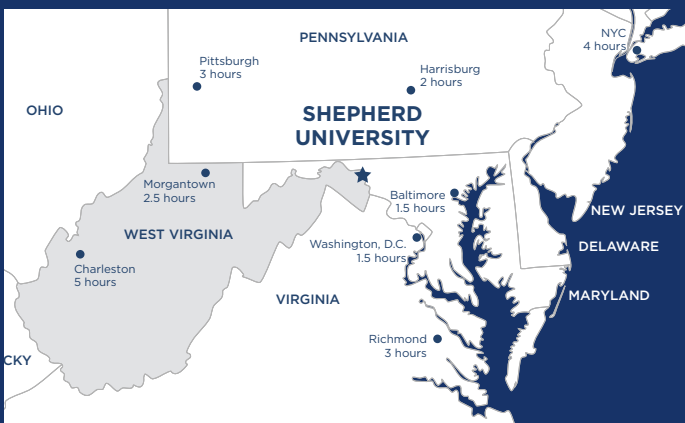 PENNSYLVANIA
NYC
4 hours
Pittsburgh
3 hours
Harrisburg
2 hours
OHIO
SHEPHERD
UNIVERSITY
Morgantown
2.5 hours
Baltimore
1.5 hours
NEW JERSEY
WEST VIRGINIA
Washington, D.C.
1.5 hours
DELAWARE
Charleston
5 hours
VIRGINIA
MARYLAND
Richmond
3 hours
CKY